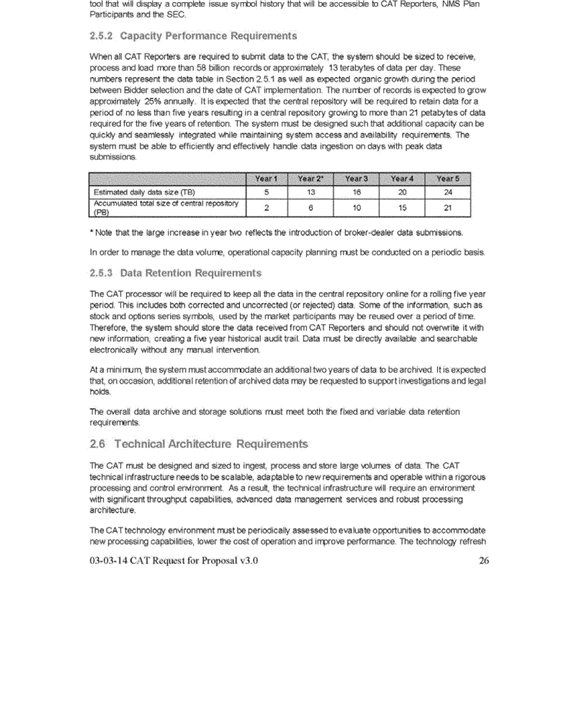 tool that will display a complete issue symbol history that will be accessible to CAT Reporters, NMS Plan
Participants and the SEC.
2.5.2 Capacity Performance Requirements
When all CAT Reporters are required to submit data to the CAT, the system should be sized to receive,
process and load more than 58 billion records or approximately 13 terabytes of data per day. These
numbers represent the data table in Section 2.5.1 as well as expected organic growth during the period
between Bidder selection and the date of CAT implementation. The number of records is expected to grow
approximately 25% annually. It is expected that the central repository will be required to retain data for a
period of no less than five years resulting in a central repository growing to more than 21 petabytes of data
required for the five years of retention. The system must be designed such that additional capacity can be
quickly and seamlessly integrated while maintaining system access and availability requirements. The
system must be able to efficiently and effectively handle data ingestion on days with peak data
submissions.
Year 1 Year 2* Year 3 Year 4 Year 5
Estimated daily data size (TB) 5 13 16 20 24
Accumulated total size of central repository
(PB) 2 6 10 15 21
* Note that the large increase in year two reflects the introduction of broker-dealer data submissions.
In order to manage the data volume, operational capacity planning must be conducted on a periodic basis.
2.5.3 Data Retention Requirements
The CAT processor will be required to keep all the data in the central repository online for a rolling five year
period. This includes both corrected and uncorrected (or rejected) data. Some of the information, such as
stock and options series symbols, used by the market participants may be reused over a period of time.
Therefore, the system should store the data received from CAT Reporters and should not overwrite it with
new information, creating a five year historical audit trail. Data must be directly available and searchable
electronically without any manual intervention.
At a minimum, the system must accommodate an additional two years of data to be archived. It is expected
that, on occasion, additional retention of archived data may be requested to support investigations and legal
holds.
The overall data archive and storage solutions must meet both the fixed and variable data retention
requirements.
2.6 Technical Architecture Requirements
The CAT must be designed and sized to ingest, process and store large volumes of data. The CAT
technical infrastructure needs to be scalable, adaptable to new requirements and operable within a rigorous
processing and control environment. As a result, the technical infrastructure will require an environment
with significant throughput capabilities, advanced data management services and robust processing
architecture.
The CAT technology environment must be periodically assessed to evaluate opportunities to accommodate
new processing capabilities, lower the cost of operation and improve performance. The technology refresh
03-03-14 CAT Request for Proposal v3.0 26